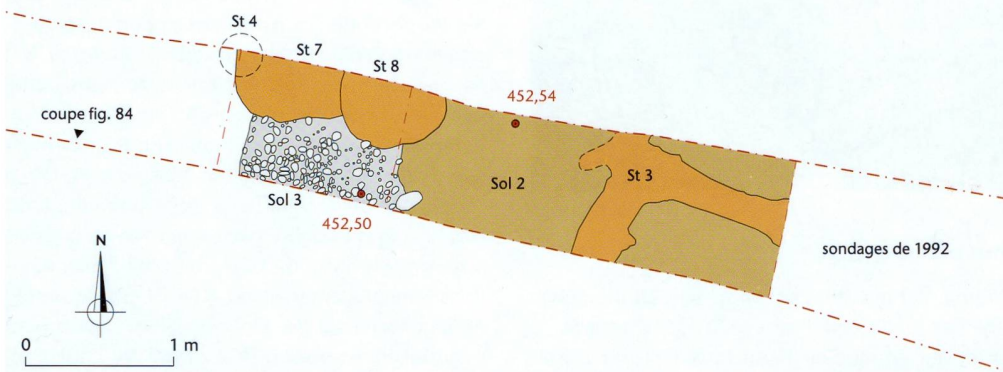 St 4
St 7
St 8
452,54
coupe fig. 84
Sol 2
St 3
Sol 3
452,50
sondages de 1992
N
0 1 m